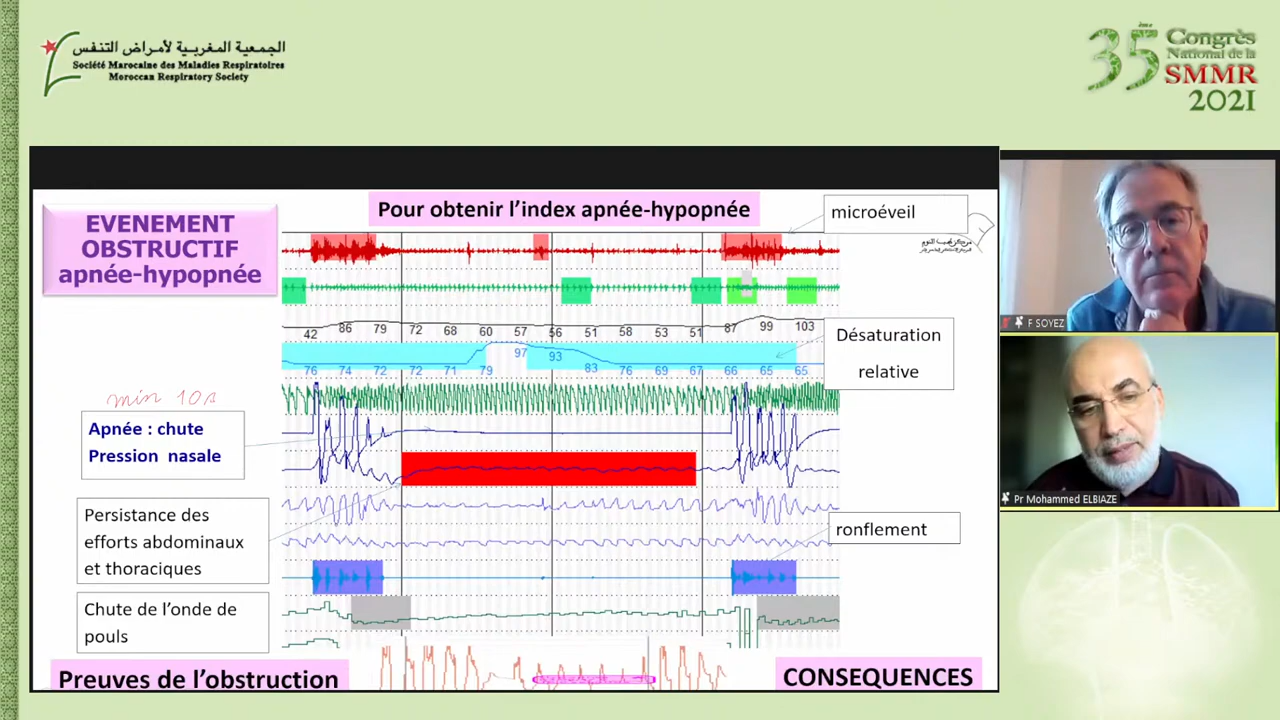 الجمعية المغربية لأمراض التنفس
Société Marocaine des Maladies Respiratoires
Moroccan Respiratory Society
35ème Congrès
National de la
SMMR
2021
EVENEMENT
OBSTRUCTIF
apnée-hypopnée
Pour obtenir l’index apnée-hypopnée
microéveil
42 86 79 72 68 60 57 56 51 58 53 51 87 99 103
Désaturation
relative
97 93
76 74 72 72 71 79 83 76 67 66 65 65
min 10s
Apnée : chute
Pression nasale
Persistance des
efforts abdominaux
et thoraciques
ronflement
Chute de l’onde de
pouls
Preuves de l’obstruction
CONSEQUENCES
F SOYEZ
Pr Mohammed ELBIAZE